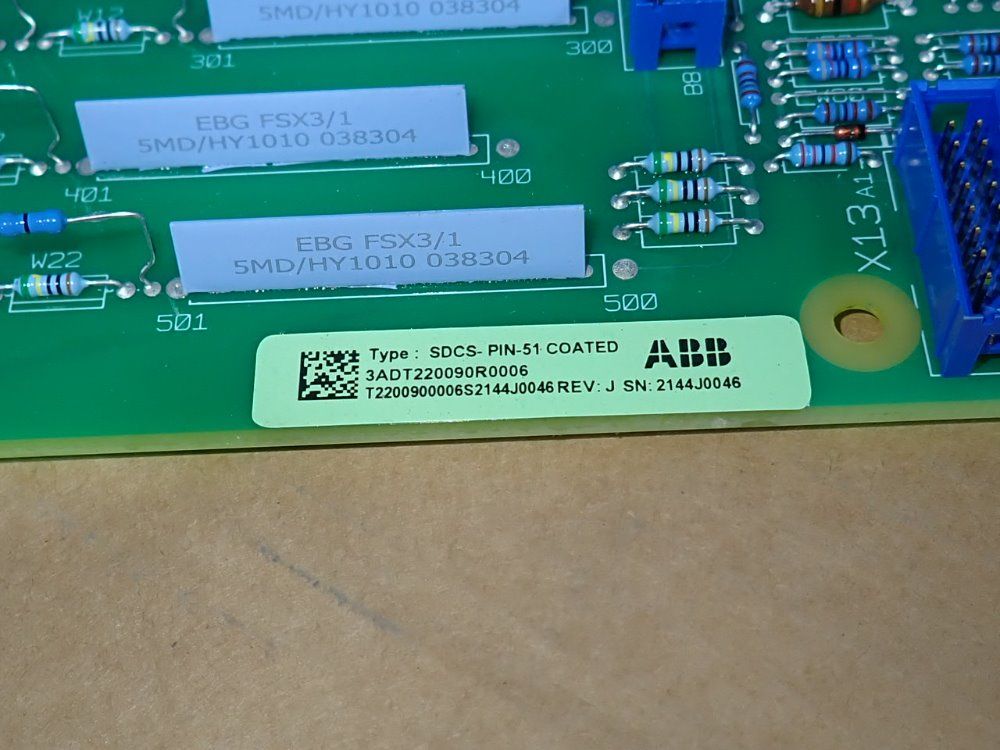 W12
5MD/HY1010 038304
301
300
88
EBG FSX3/1
5MD/HY1010 038304
401
400
X13
A1
W22
EBG FSX3/1
5MD/HY1010 038304
501
500
Type : SDCS- PIN-51 COATED
ABB
3ADT220090R0006
T2200900006S2144J0046 REV: J SN: 2144J0046